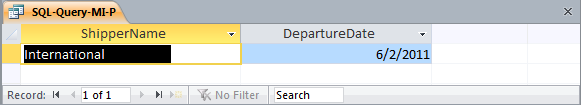 SQL-Query-MI-P
ShipperName DepartureDate
International 6/2/2011
Record: 1 of 1 No Filter Search